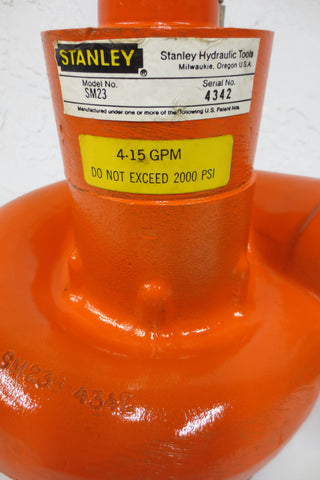 STANLEY
®
Stanley Hydraulic Tools
Milwaukie, Oregon U.S.A.
Model No.
SM23
Serial No.
4342
Manufactured under one or more of the following U.S. Patent Nos.
4-15 GPM
DO NOT EXCEED 2000 PSI
SM23 4342